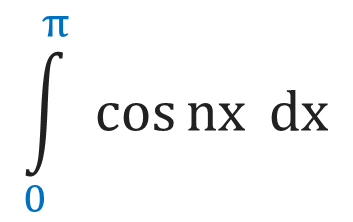 π
∫ cos nx dx
0